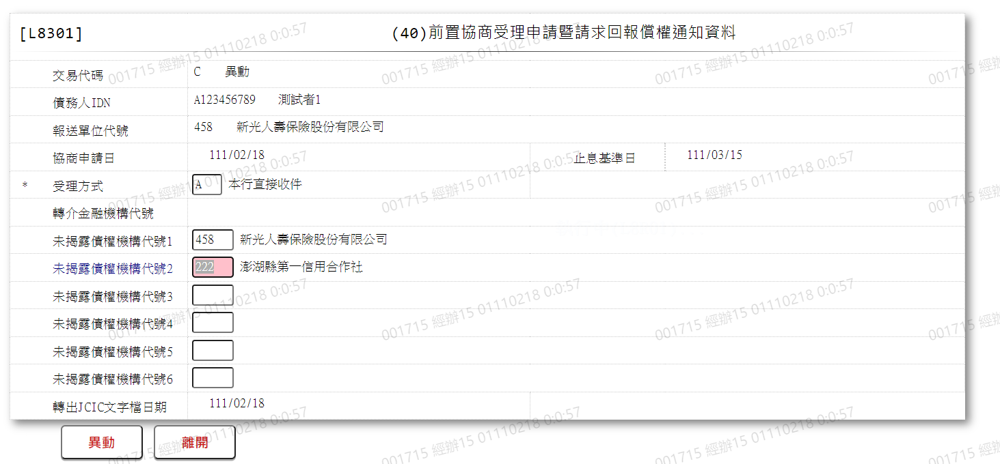 [L8301] (40)前置協商受理申請暨請求回報償權通知資料
交易代碼 C 異動
債務人IDN A123456789 測試者1
報送單位代號 458 新光人壽保險股份有限公司
協商申請日 111/02/18 止息基準日 111/03/15
* 受理方式 A 本行直接收件
轉介金融機構代號
未揭露債權機構代號1 458 新光人壽保險股份有限公司
未揭露債權機構代號2 222 澎湖縣第一信用合作社
未揭露債權機構代號3
未揭露債權機構代號4
未揭露債權機構代號5
未揭露債權機構代號6
轉出JCIC文字檔日期 111/02/18
異動 離開
001715 經辦15 01110218 0:0:57